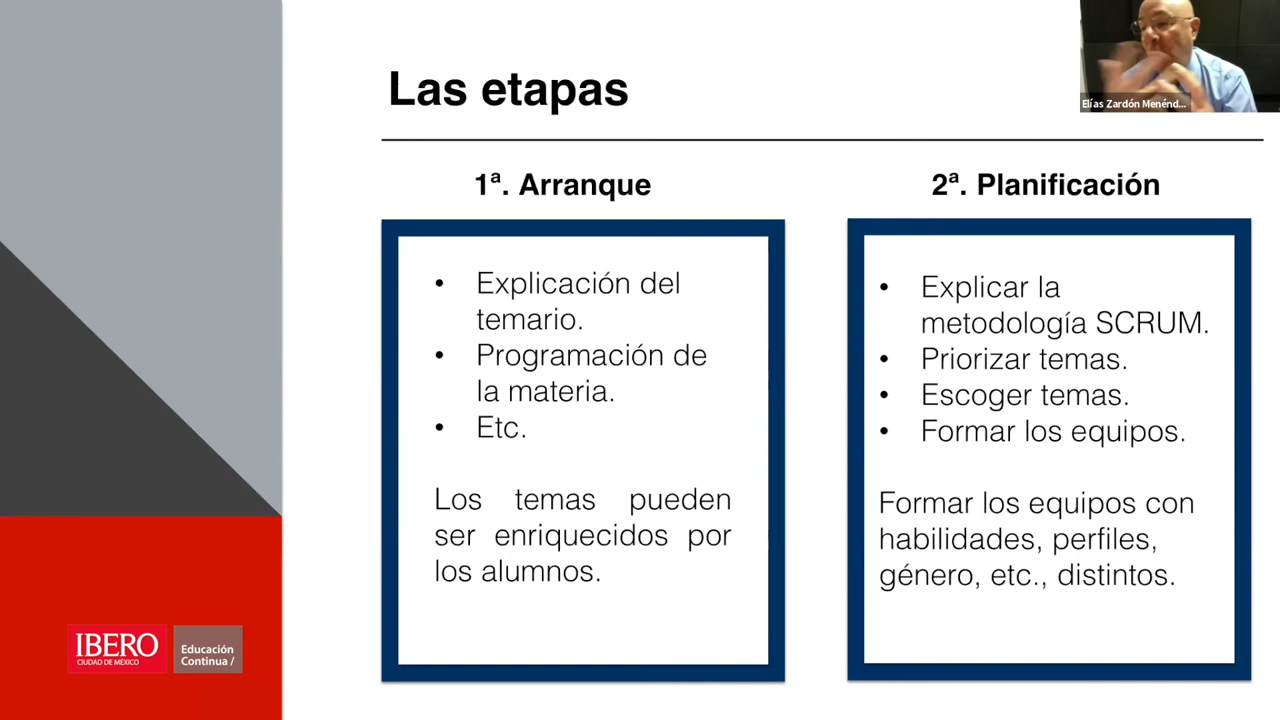 Las etapas
Elías Zardón Menénd...
1ª. Arranque
• Explicación del
temario.
• Programación de
la materia.
• Etc.
Los temas pueden
ser enriquecidos por
los alumnos.
2ª. Planificación
• Explicar la
metodología SCRUM.
• Priorizar temas.
• Escoger temas.
• Formar los equipos.
Formar los equipos con
habilidades, perfiles,
género, etc., distintos.
IBERO
CIUDAD DE MÉXICO
Educación
Continua /